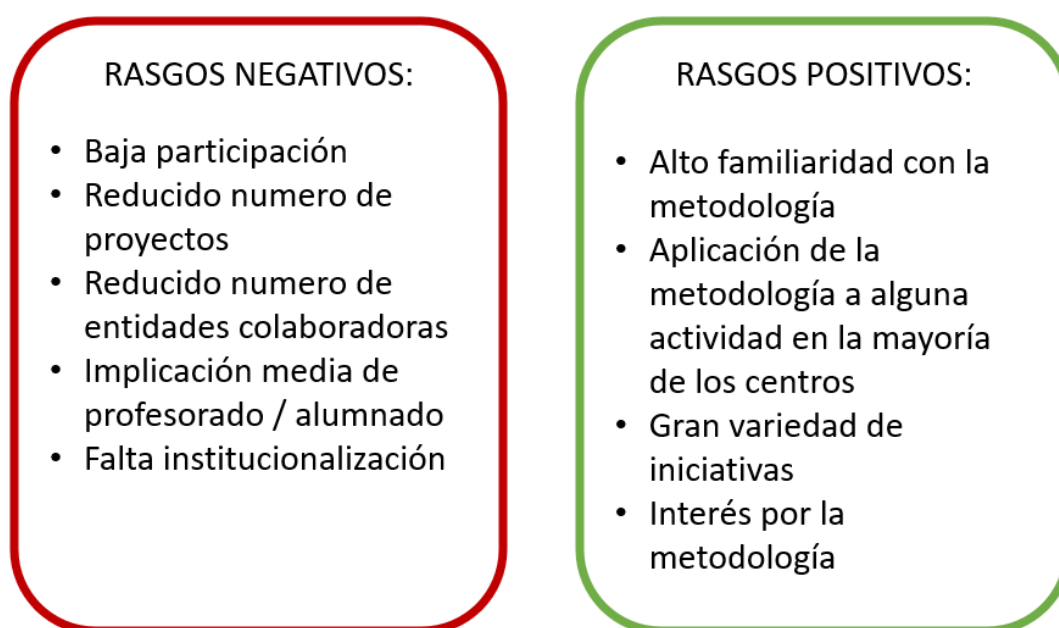 RASGOS NEGATIVOS:
• Baja participación
• Reducido numero de
proyectos
• Reducido numero de
entidades colaboradoras
• Implicación media de
profesorado / alumnado
• Falta institucionalización
RASGOS POSITIVOS:
• Alto familiaridad con la
metodología
• Aplicación de la
metodología a alguna
actividad en la mayoría
de los centros
• Gran variedad de
iniciativas
• Interés por la
metodología